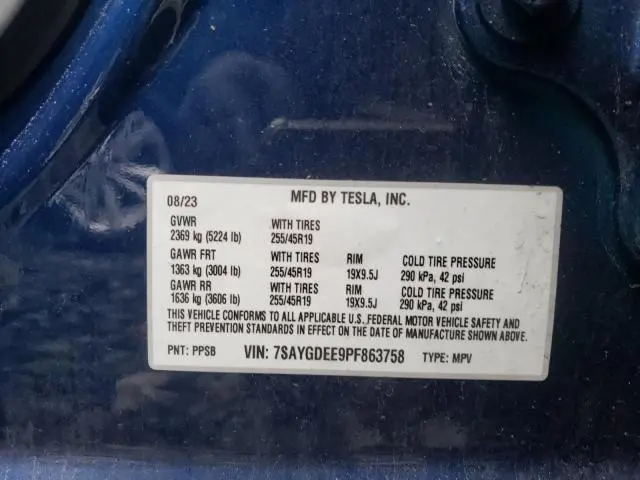 08/23 MFD BY TESLA, INC.
GVWR WITH TIRES
2369 kg (5224 lb) 255/45R19
GAWR FRT WITH TIRES RIM COLD TIRE PRESSURE
1363 kg (3004 lb) 255/45R19 19X9.5J 290 kPa, 42 psi
GAWR RR WITH TIRES RIM COLD TIRE PRESSURE
1636 kg (3606 lb) 255/45R19 19X9.5J 290 kPa, 42 psi
THIS VEHICLE CONFORMS TO ALL APPLICABLE U.S.FEDERAL MOTOR VEHICLE SAFETY AND
THEFT PREVENTION STANDARDS IN EFFECT ON THE DATE OF MANUFACTURE SHOWN ABOVE.
PNT: PPSB VIN: 7SAYGDEE9PF863758 TYPE: MPV